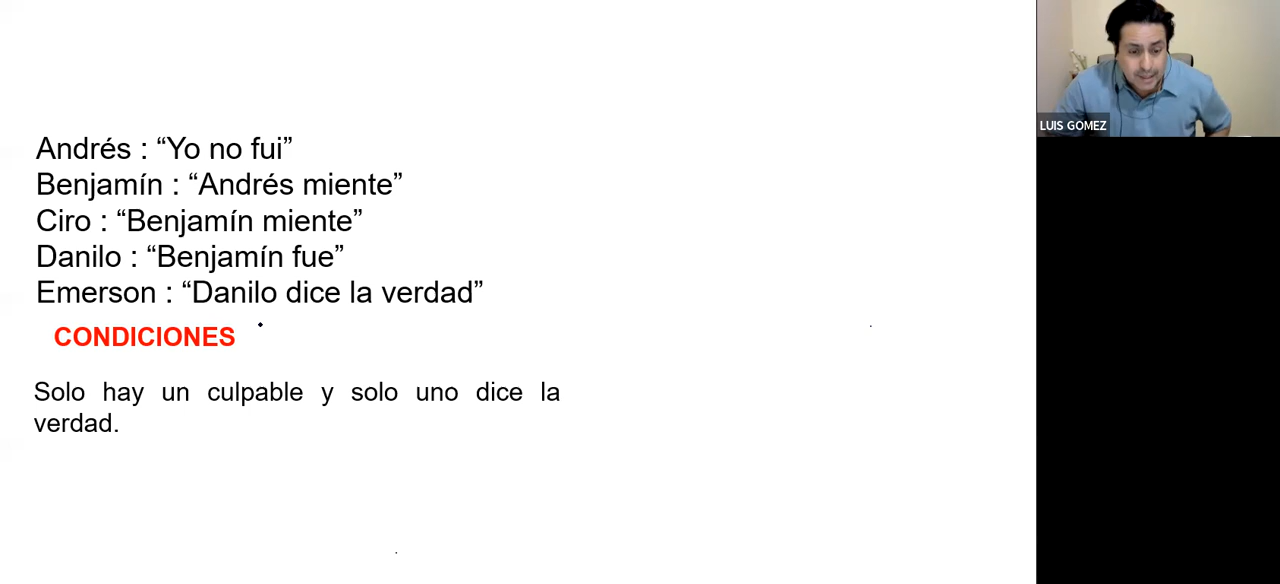 Andrés : “Yo no fui”
Benjamín : “Andrés miente”
Ciro : “Benjamín miente”
Danilo : “Benjamín fue”
Emerson : “Danilo dice la verdad”
CONDICIONES
Solo hay un culpable y solo uno dice la
verdad.
LUIS GOMEZ